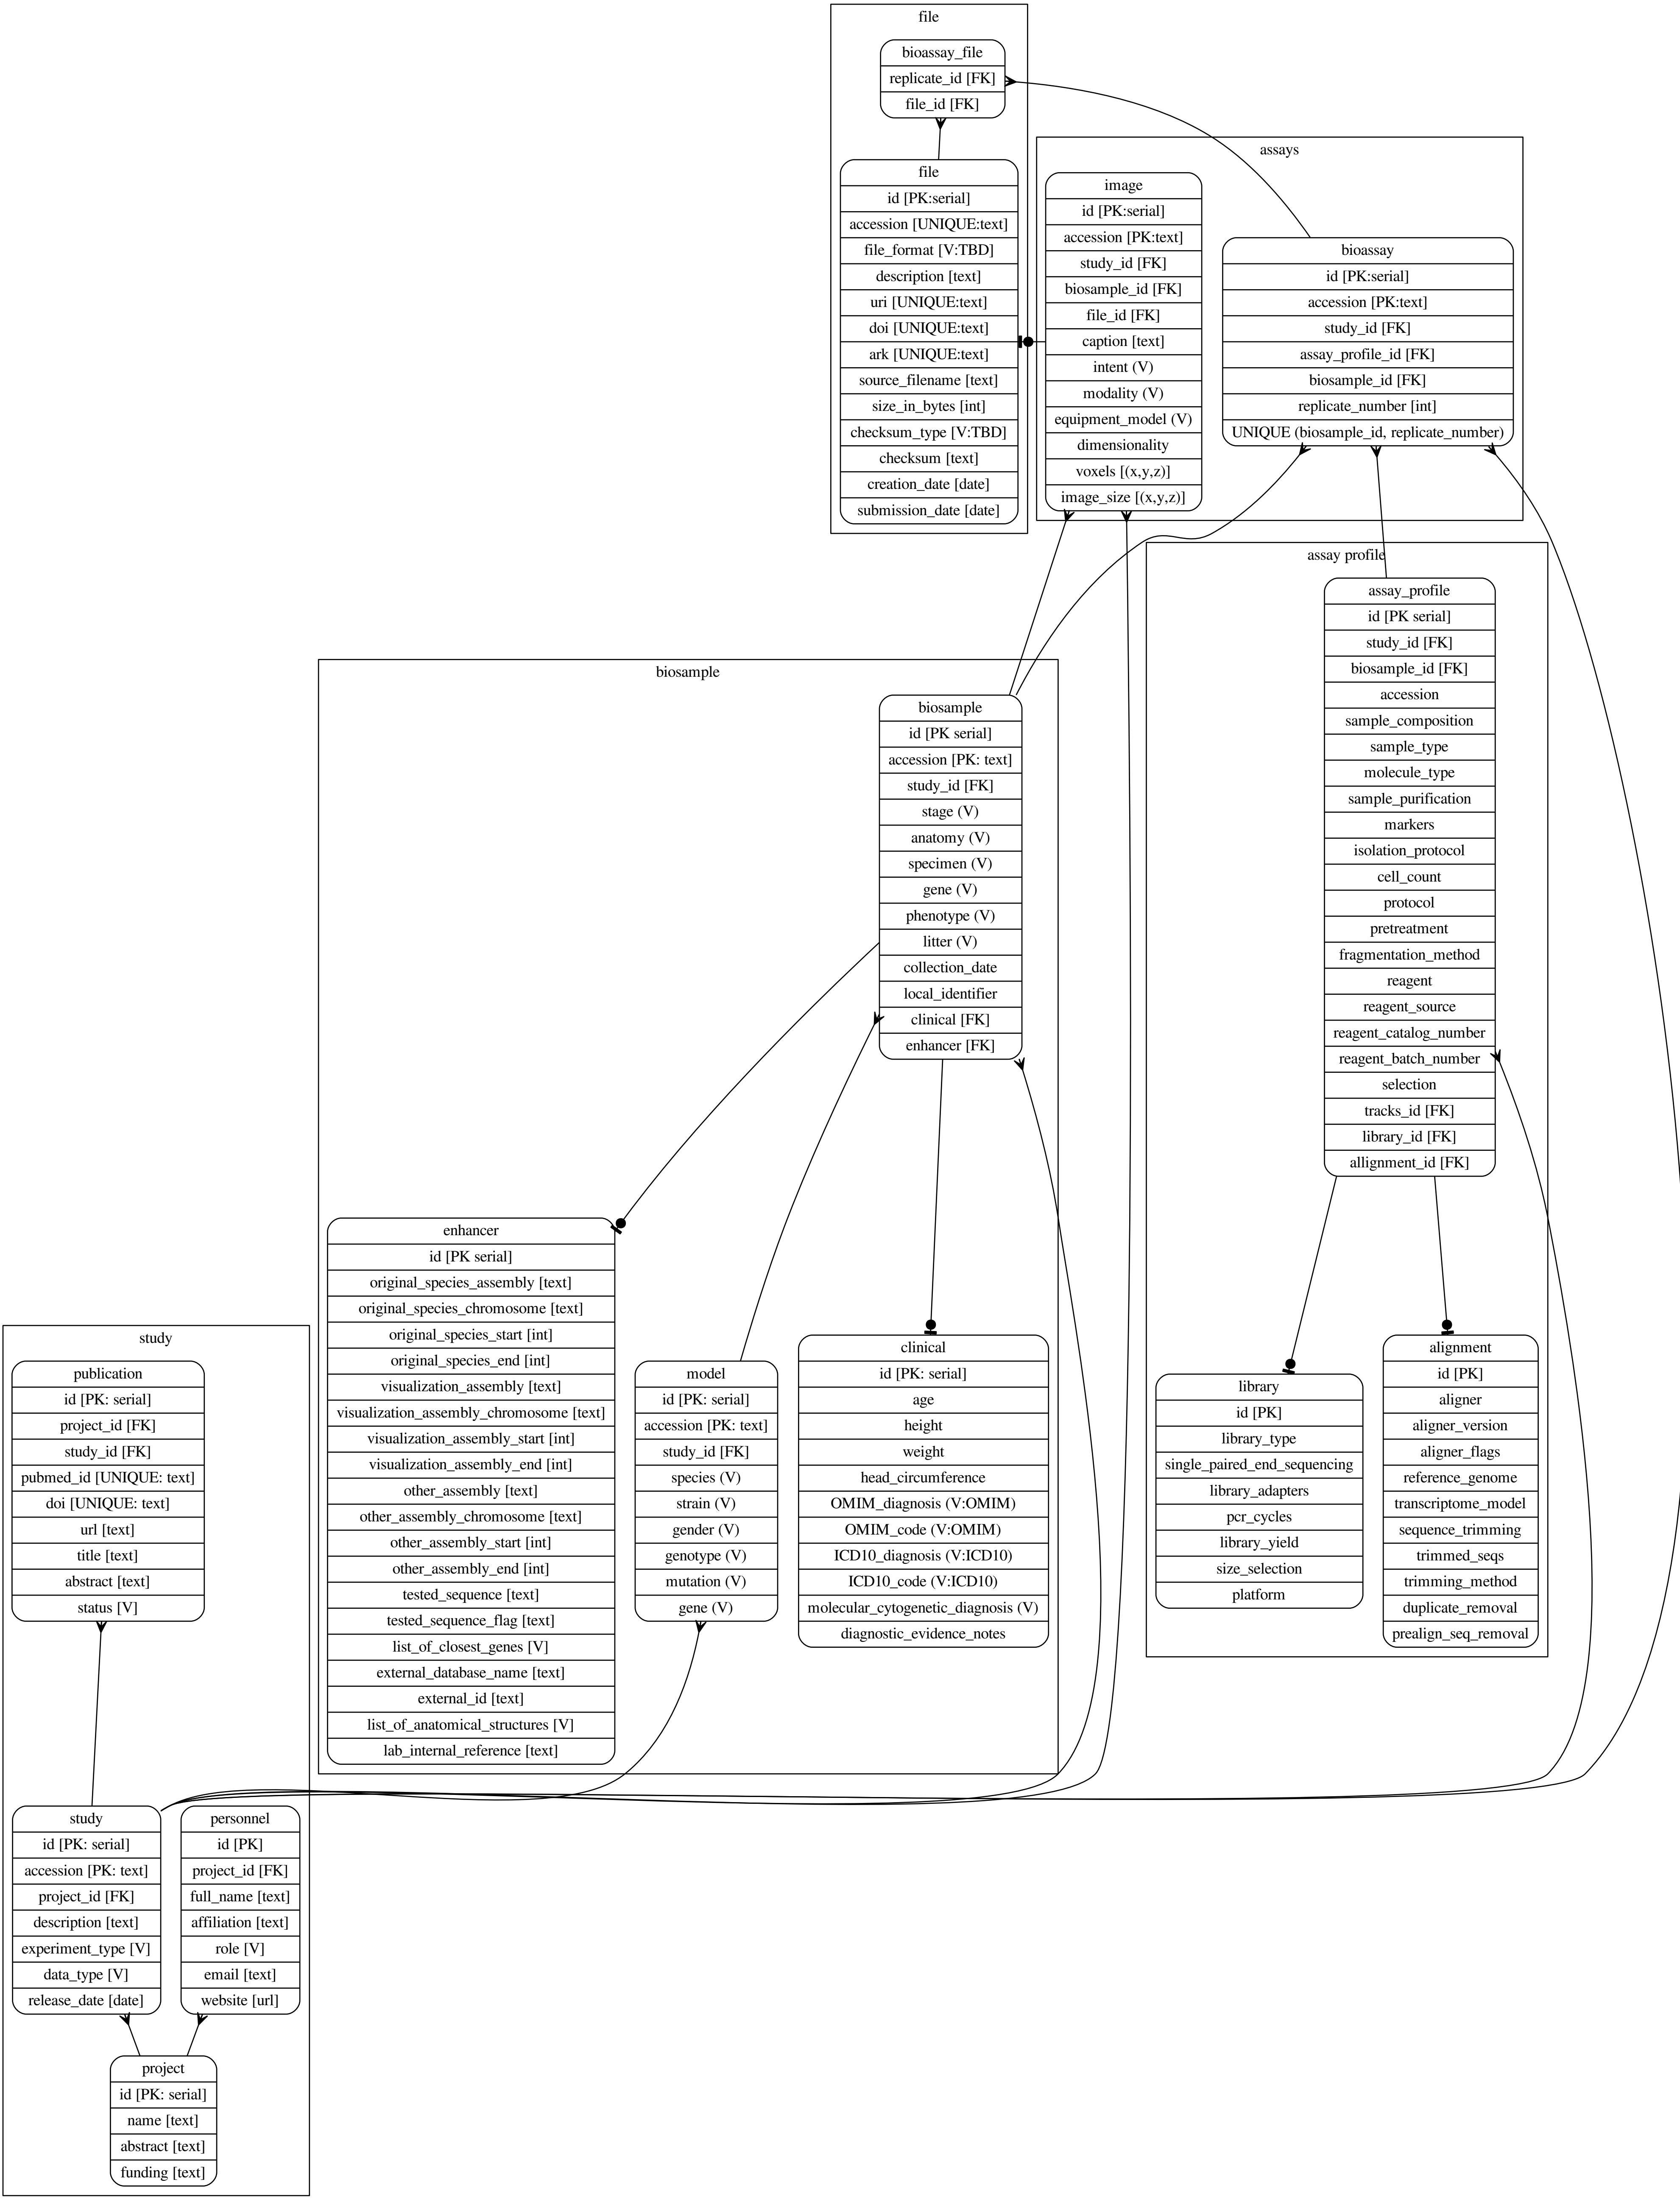 file
bioassay_file
replicate_id [FK]
file_id [FK]
file
id [PK:serial]
accession [UNIQUE:text]
file_format [V:TBD]
description [text]
uri [UNIQUE:text]
doi [UNIQUE:text]
ark [UNIQUE:text]
source_filename [text]
size_in_bytes [int]
checksum_type [V:TBD]
checksum [text]
creation_date [date]
submission_date [date]
assays
image
id [PK:serial]
accession [PK:text]
study_id [FK]
biosample_id [FK]
file_id [FK]
caption [text]
intent (V)
modality (V)
equipment_model (V)
dimensionality
voxels [(x,y,z)]
image_size [(x,y,z)]
bioassay
id [PK:serial]
accession [PK:text]
study_id [FK]
assay_profile_id [FK]
biosample_id [FK]
replicate_number [int]
UNIQUE (biosample_id, replicate_number)
assay profile
assay_profile
id [PK serial]
study_id [FK]
biosample_id [FK]
accession
sample_composition
sample_type
molecule_type
sample_purification
markers
isolation_protocol
cell_count
protocol
pretreatment
fragmentation_method
reagent
reagent_source
reagent_catalog_number
reagent_batch_number
selection
tracks_id [FK]
library_id [FK]
allignment_id [FK]
library
id [PK]
library_type
single_paired_end_sequencing
library_adapters
pcr_cycles
library_yield
size_selection
platform
alignment
id [PK]
aligner
aligner_version
aligner_flags
reference_genome
transcriptome_model
sequence_trimming
trimmed_seqs
trimming_method
duplicate_removal
prealign_seq_removal
biosample
biosample
id [PK serial]
accession [PK: text]
study_id [FK]
stage (V)
anatomy (V)
specimen (V)
gene (V)
phenotype (V)
litter (V)
collection_date
local_identifier
clinical [FK]
enhancer [FK]
enhancer
id [PK serial]
original_species_assembly [text]
original_species_chromosome [text]
original_species_start [int]
original_species_end [int]
visualization_assembly [text]
visualization_assembly_chromosome [text]
visualization_assembly_start [int]
visualization_assembly_end [int]
other_assembly [text]
other_assembly_chromosome [text]
other_assembly_start [int]
other_assembly_end [int]
tested_sequence [text]
tested_sequence_flag [text]
list_of_closest_genes [V]
external_database_name [text]
external_id [text]
list_of_anatomical_structures [V]
lab_internal_reference [text]
model
id [PK: serial]
accession [PK: text]
study_id [FK]
species (V)
strain (V)
gender (V)
genotype (V)
mutation (V)
gene (V)
clinical
id [PK: serial]
age
height
weight
head_circumference
OMIM_diagnosis (V:OMIM)
OMIM_code (V:OMIM)
ICD10_diagnosis (V:ICD10)
ICD10_code (V:ICD10)
molecular_cytogenetic_diagnosis (V)
diagnostic_evidence_notes
study
publication
id [PK: serial]
project_id [FK]
study_id [FK]
pubmed_id [UNIQUE: text]
doi [UNIQUE: text]
url [text]
title [text]
abstract [text]
status [V]
study
id [PK: serial]
accession [PK: text]
project_id [FK]
description [text]
experiment_type [V]
data_type [V]
release_date [date]
personnel
id [PK]
project_id [FK]
full_name [text]
affiliation [text]
role [V]
email [text]
website [url]
project
id [PK: serial]
name [text]
abstract [text]
funding [text]